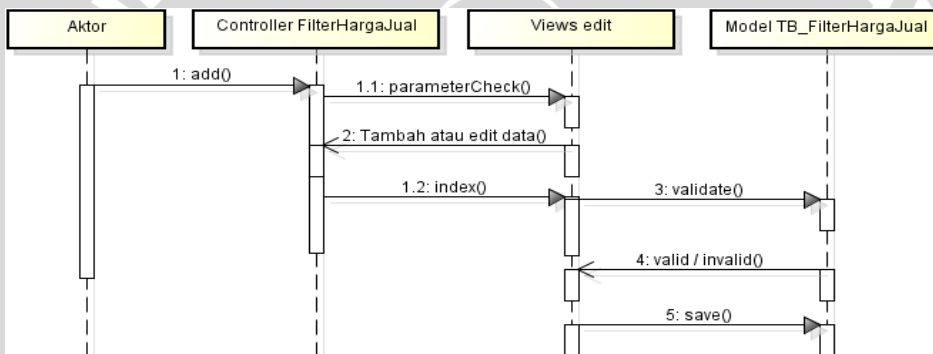 Aktor
Controller FilterHargaJual
Views edit
Model TB_FilterHargaJual
1: add()
1.1: parameterCheck()
2: Tambah atau edit data()
1.2: index()
3: validate()
4: valid / invalid()
5: save()